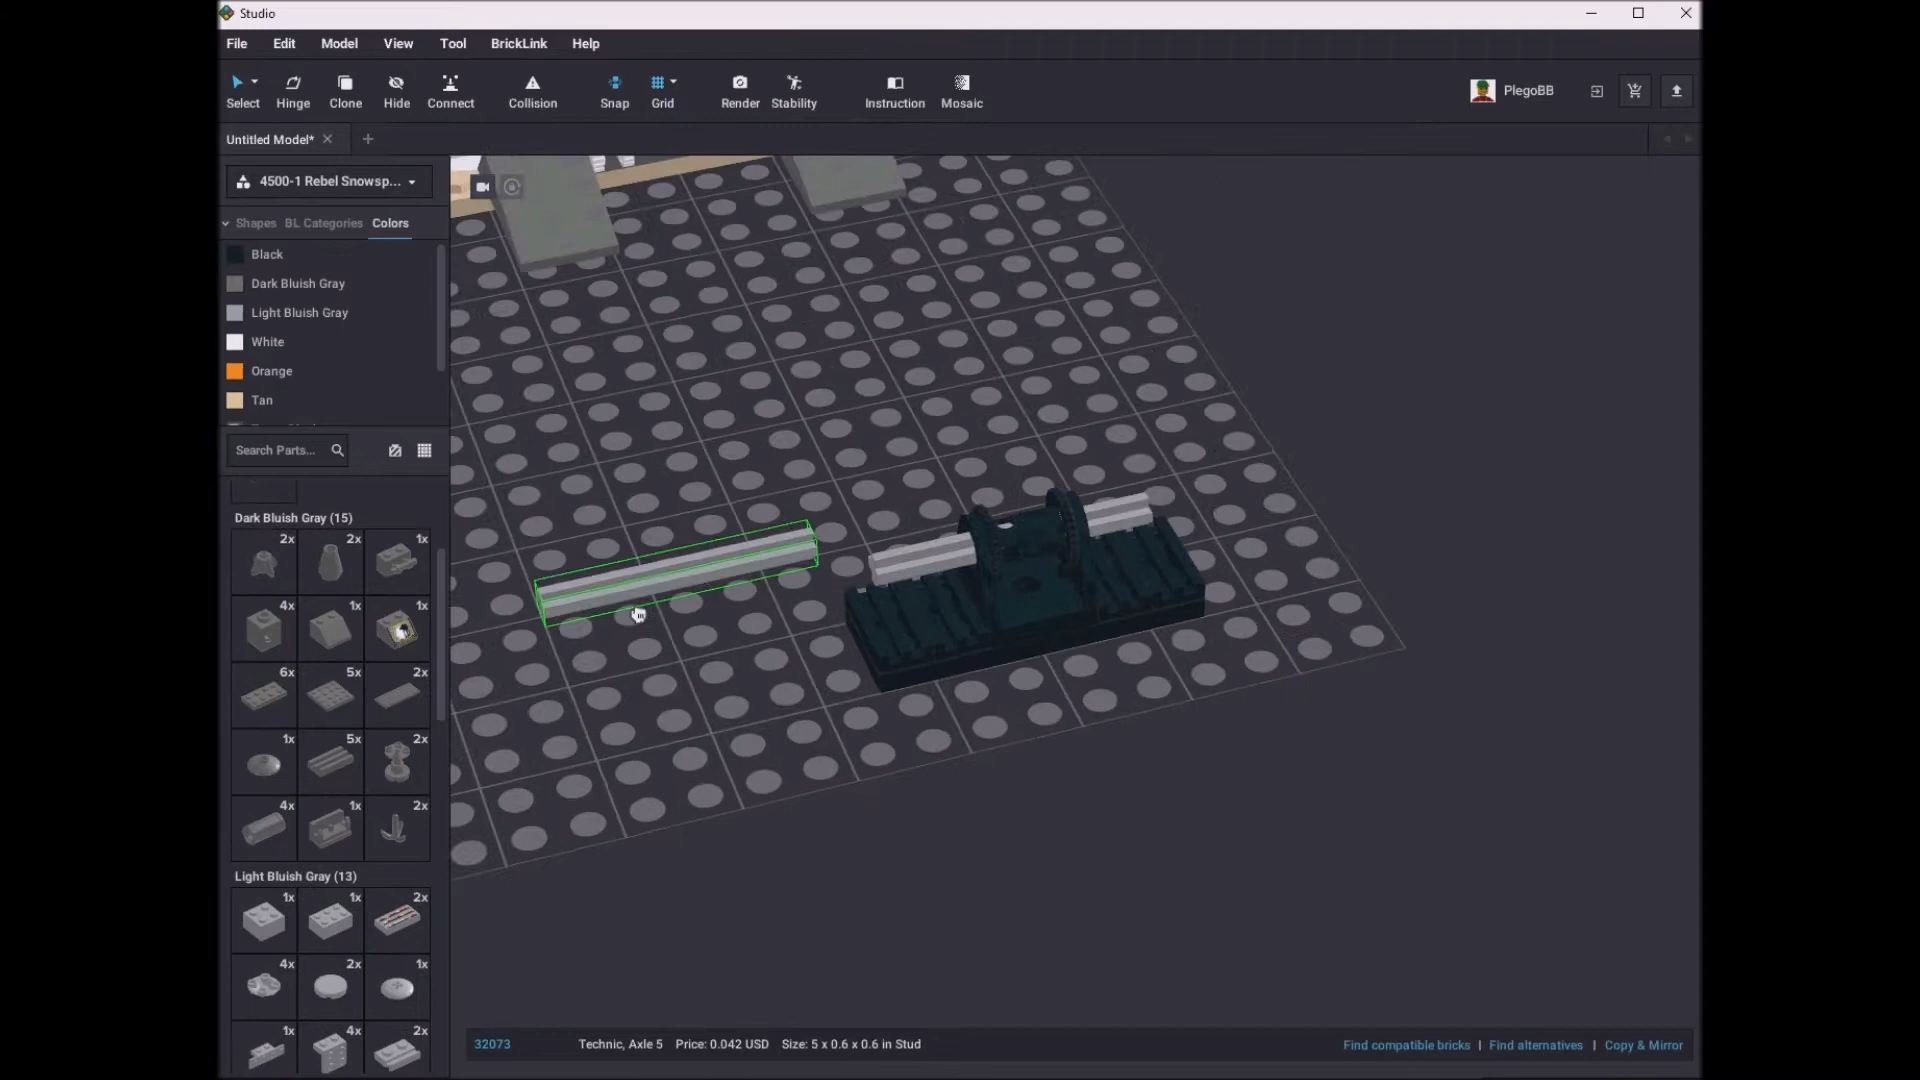 Studio
File Edit Model View Tool BrickLink Help
Select Hinge Clone Hide Connect Collision Snap Grid Render Stability Instruction Mosaic
PlegoBB
Untitled Model*
4500-1 Rebel Snowsp...
Shapes BL Categories Colors
Black
Dark Bluish Gray
Light Bluish Gray
White
Orange
Tan
Search Parts...
Dark Bluish Gray (15)
2x 2x 1x
4x 1x 1x
6x 5x 2x
1x 5x 2x
4x 1x 2x
Light Bluish Gray (13)
1x 1x 2x
4x 2x 1x
1x 4x 2x
32073 Technic, Axle 5 Price: 0.042 USD Size: 5 x 0.6 x 0.6 in Stud
Find compatible bricks | Find alternatives | Copy & Mirror